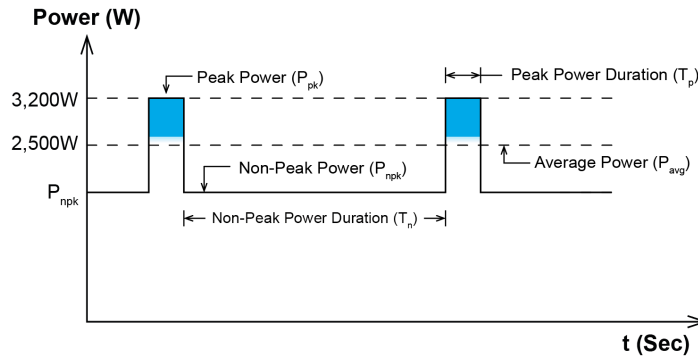 Power (W)
Peak Power (Ppk)
Peak Power Duration (Tp)
3,200W
2,500W
Non-Peak Power (Pnpk)
Average Power (Pavg)
Pnpk
Non-Peak Power Duration (Tn)
t (Sec)